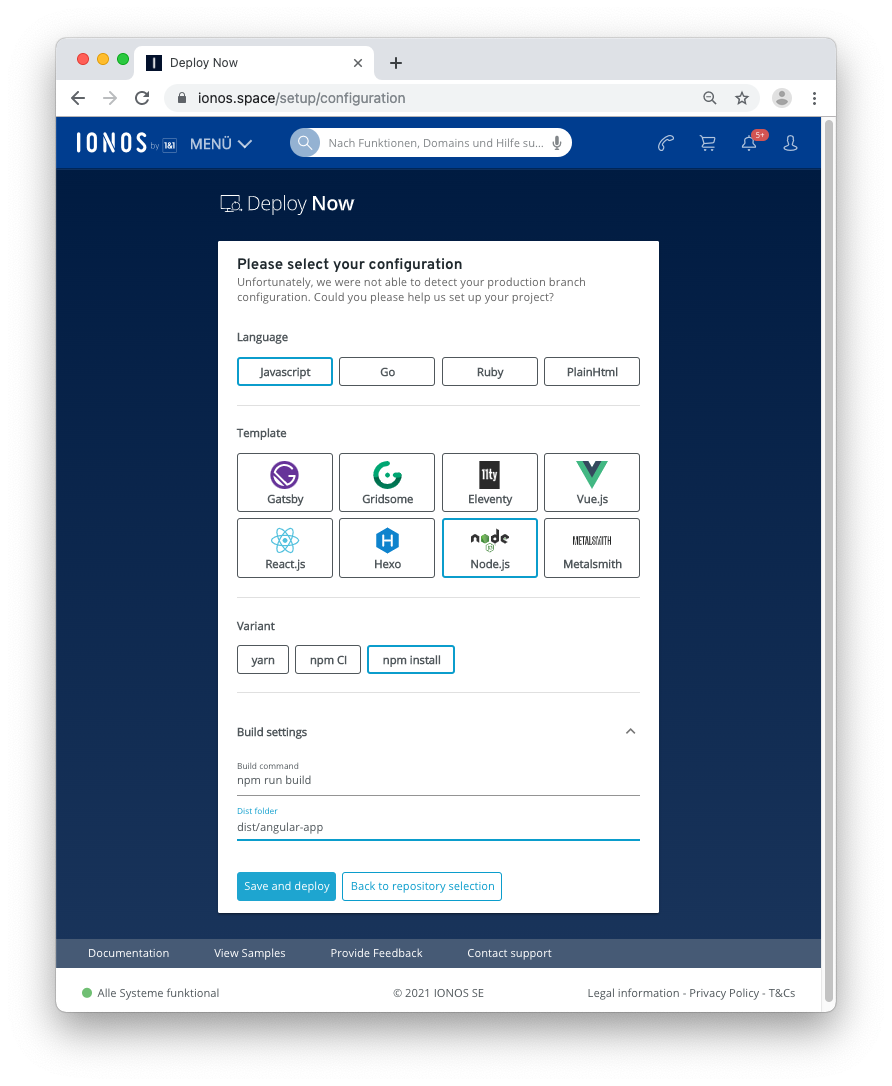 Deploy Now
ionos.space/setup/configuration
IONOS by 1&1 MENÜ Nach Funktionen, Domains und Hilfe su... 5+
Deploy Now
Please select your configuration
Unfortunately, we were not able to detect your production branch
configuration. Could you please help us set up your project?
Language
Javascript Go Ruby PlainHtml
Template
11ty
Gatsby Gridsome Eleventy Vue.js
H node JS METALSMITH
React.js Hexo Node.js Metalsmith
Variant
yarn npm CI npm install
Build settings
Build command
npm run build
Dist folder
dist/angular-app
Save and deploy Back to repository selection
Documentation View Samples Provide Feedback Contact support
Alle Systeme funktional © 2021 IONOS SE Legal information - Privacy Policy - T&Cs